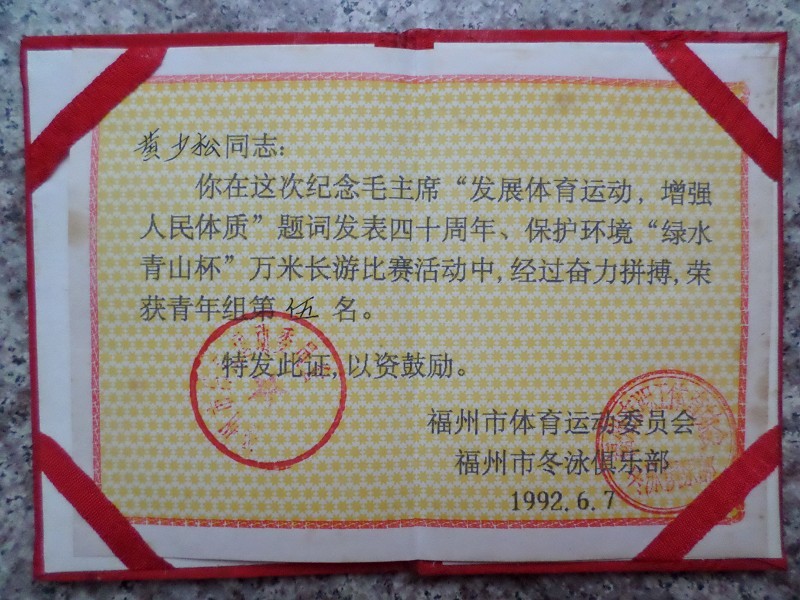 黄少松同志：
你在这次纪念毛主席“发展体育运动，增强
人民体质”题词发表四十周年、保护环境“绿水
青山杯”万米长游比赛活动中，经过奋力拼搏，荣
获青年组第伍名。
特发此证，以资鼓励。
福州市体育运动委员会
福州市冬泳俱乐部
1992.6.7